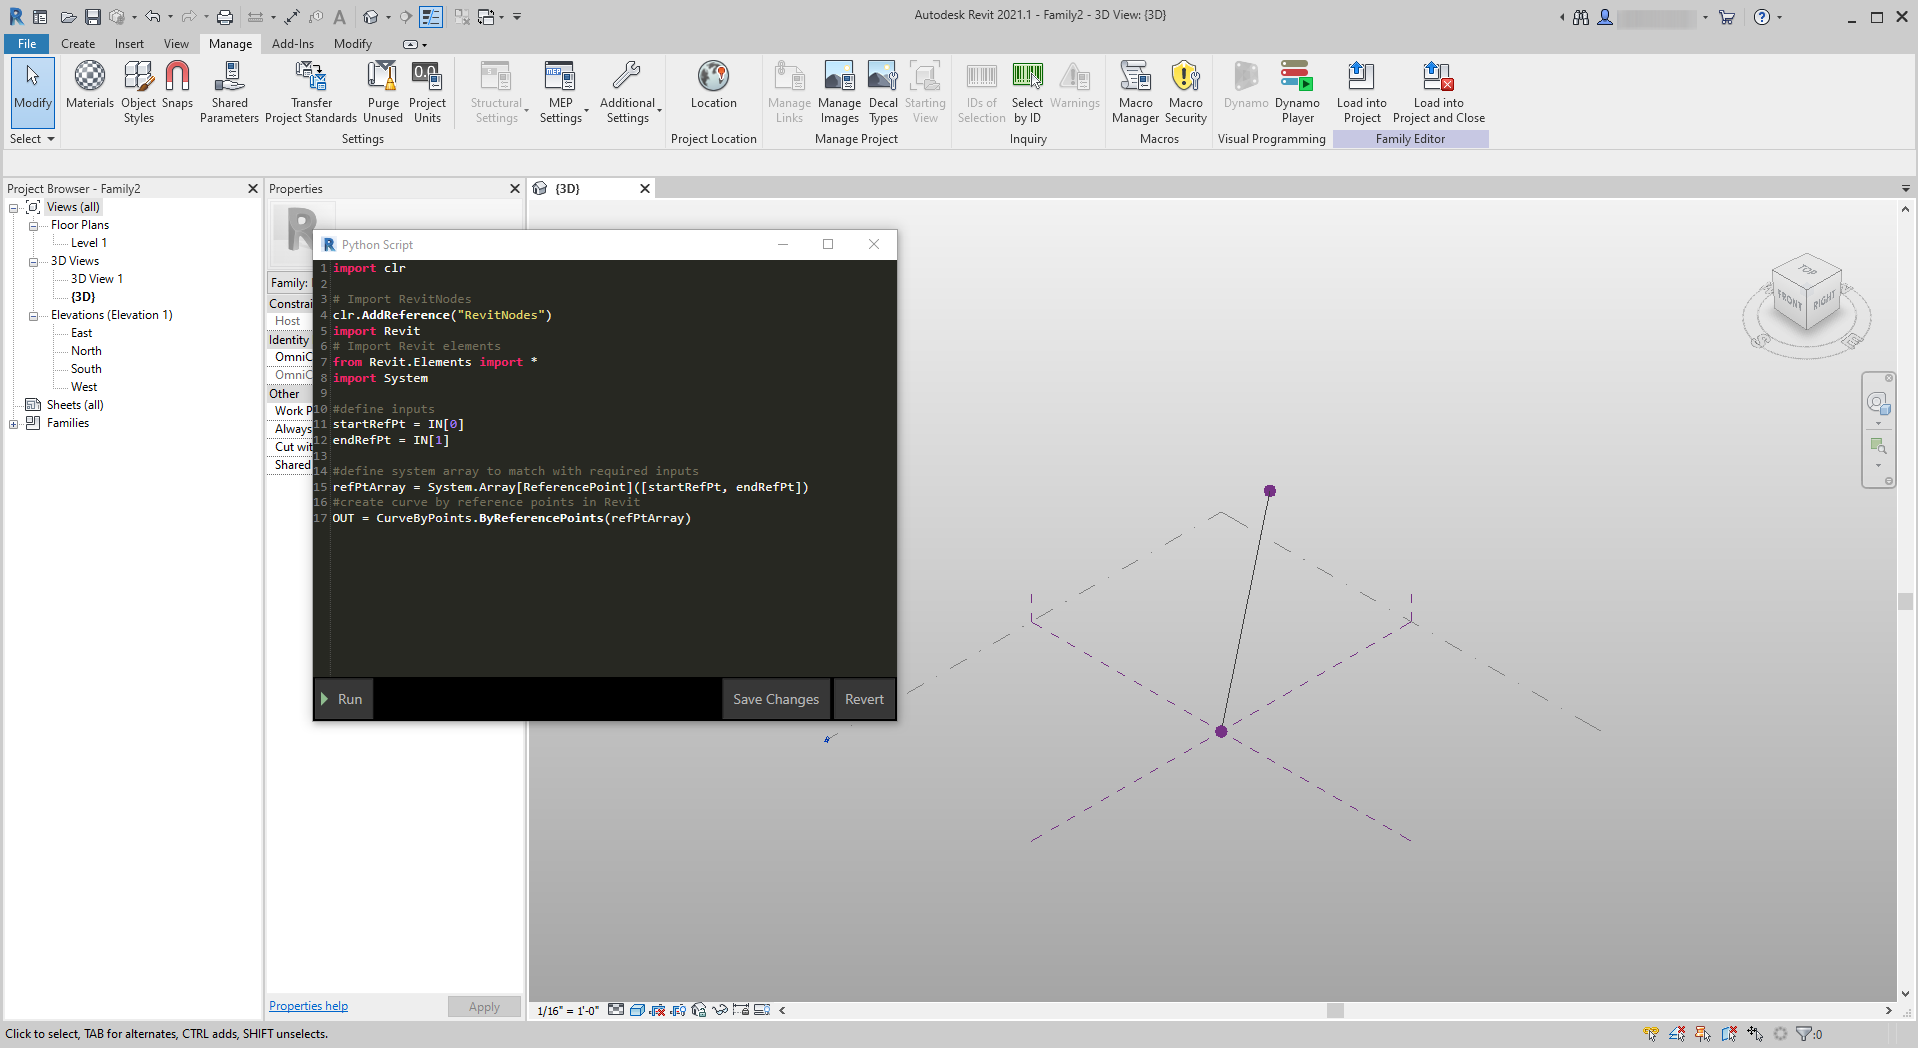 Autodesk Revit 2021.1 - Family2 - 3D View: {3D}
File Create Insert View Manage Add-Ins Modify
Modify
Materials
Object Styles
Snaps
Shared Parameters
Transfer Project Standards
Purge Unused
Project Units
Structural Settings
MEP Settings
Additional Settings
Location
Manage Links
Manage Images
Decal Types
Starting View
IDs of Selection
Select by ID
Warnings
Macro Manager
Macro Security
Dynamo
Dynamo Player
Load into Project
Load into Project and Close
Select
Settings
Project Location
Manage Project
Inquiry
Macros
Visual Programming
Family Editor
Project Browser - Family2
Views (all)
Floor Plans
Level 1
3D Views
3D View 1
{3D}
Elevations (Elevation 1)
East
North
South
West
Sheets (all)
Families
Properties
Family:
Constrai
Host
Identity
OmniC
OmniC
Other
Work P
Always
Cut wit
Shared
Properties help
Apply
{3D}
Python Script
1 import clr
2
3 # Import RevitNodes
4 clr.AddReference("RevitNodes")
5 import Revit
6 # Import Revit elements
7 from Revit.Elements import *
8 import System
9
10 #define inputs
11 startRefPt = IN[0]
12 endRefPt = IN[1]
13
14 #define system array to match with required inputs
15 refPtArray = System.Array[ReferencePoint]([startRefPt, endRefPt])
16 #create curve by reference points in Revit
17 OUT = CurveByPoints.ByReferencePoints(refPtArray)
Run
Save Changes
Revert
TOP
FRONT
RIGHT
S
E
1/16" = 1'-0"
Click to select, TAB for alternates, CTRL adds, SHIFT unselects.
:0